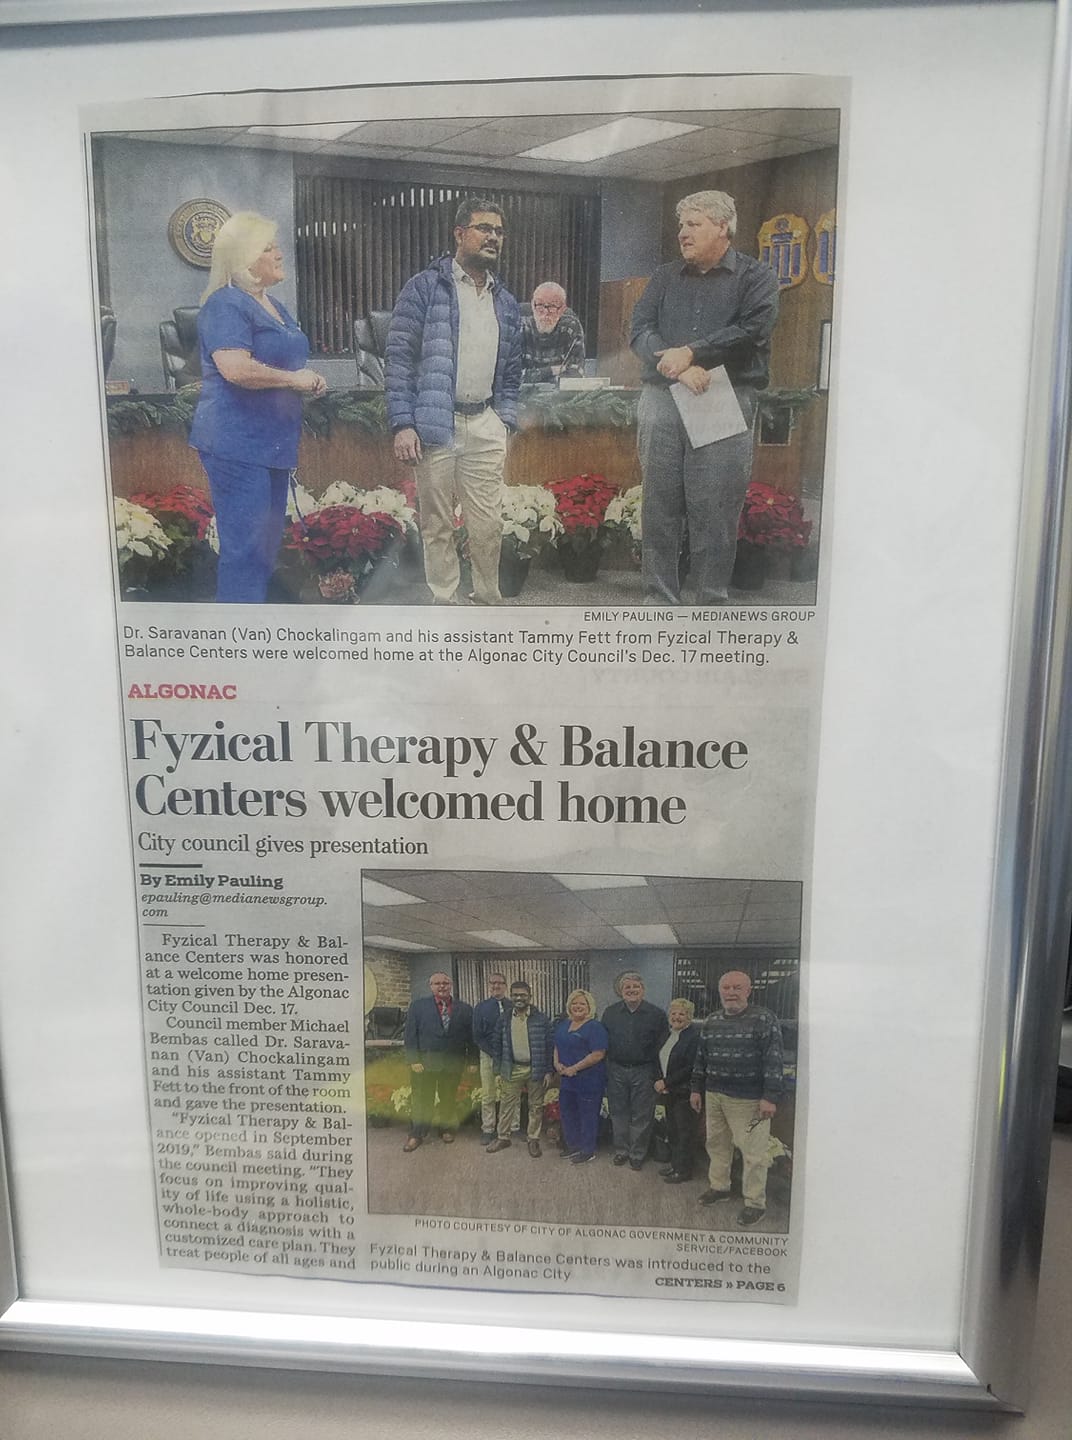 EMILY PAULING — MEDIANEWS GROUP
Dr. Saravanan (Van) Chockalingam and his assistant Tammy Fett from Fyzical Therapy &
Balance Centers were welcomed home at the Algonac City Council's Dec. 17 meeting.
ALGONAC
Fyzical Therapy & Balance
Centers welcomed home
City council gives presentation
By Emily Pauling
epauling@medianewsgroup.
com
Fyzical Therapy & Bal-
ance Centers was honored
at a welcome home presen-
tation given by the Algonac
City Council Dec. 17.
Council member Michael
Bembas called Dr. Sarava-
nan (Van) Chockalingam
and his assistant Tammy
Fett to the front of the room
and gave the presentation.
"Fyzical Therapy & Bal-
ance opened in September
2019," Bembas said during
the council meeting. "They
focus on improving qual-
ity of life using a holistic,
whole-body approach to
connect a diagnosis with a
customized care plan. They
treat people of all ages and
PHOTO COURTESY OF CITY OF ALGONAC GOVERNMENT & COMMUNITY
SERVICE/FACEBOOK
Fyzical Therapy & Balance Centers was introduced to the
public during an Algonac City
CENTERS » PAGE 6